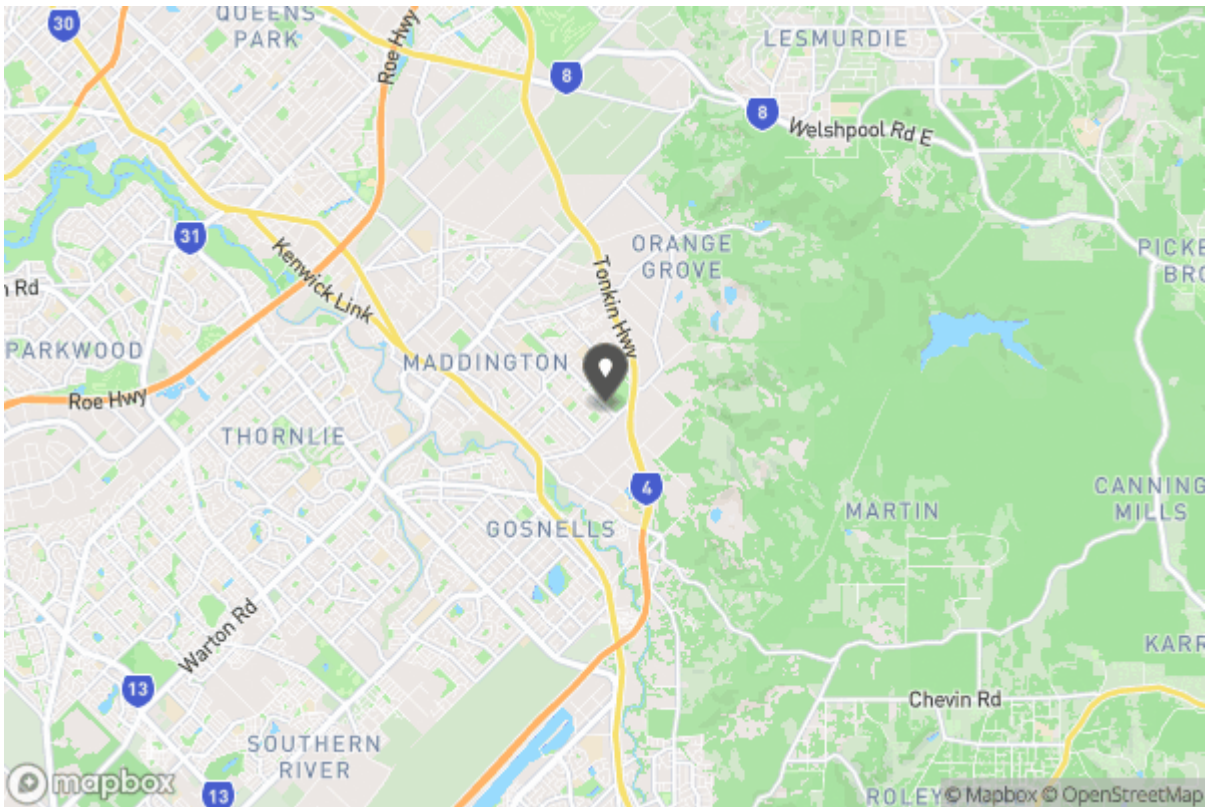 30
QUEENS
PARK
Roe Hwy
8
LESMURDIE
8
Welshpool Rd E
31
Kenwick Link
ORANGE
GROVE
PICKE
BRO
n Rd
Tonkin Hwy
PARKWOOD
MADDINGTON
Roe Hwy
THORNLIE
4
CANNING
MILLS
MARTIN
GOSNELLS
Warton Rd
KARR
13
Chevin Rd
SOUTHERN
RIVER
mapbox
13
ROLEY
© Mapbox © OpenStreetMap